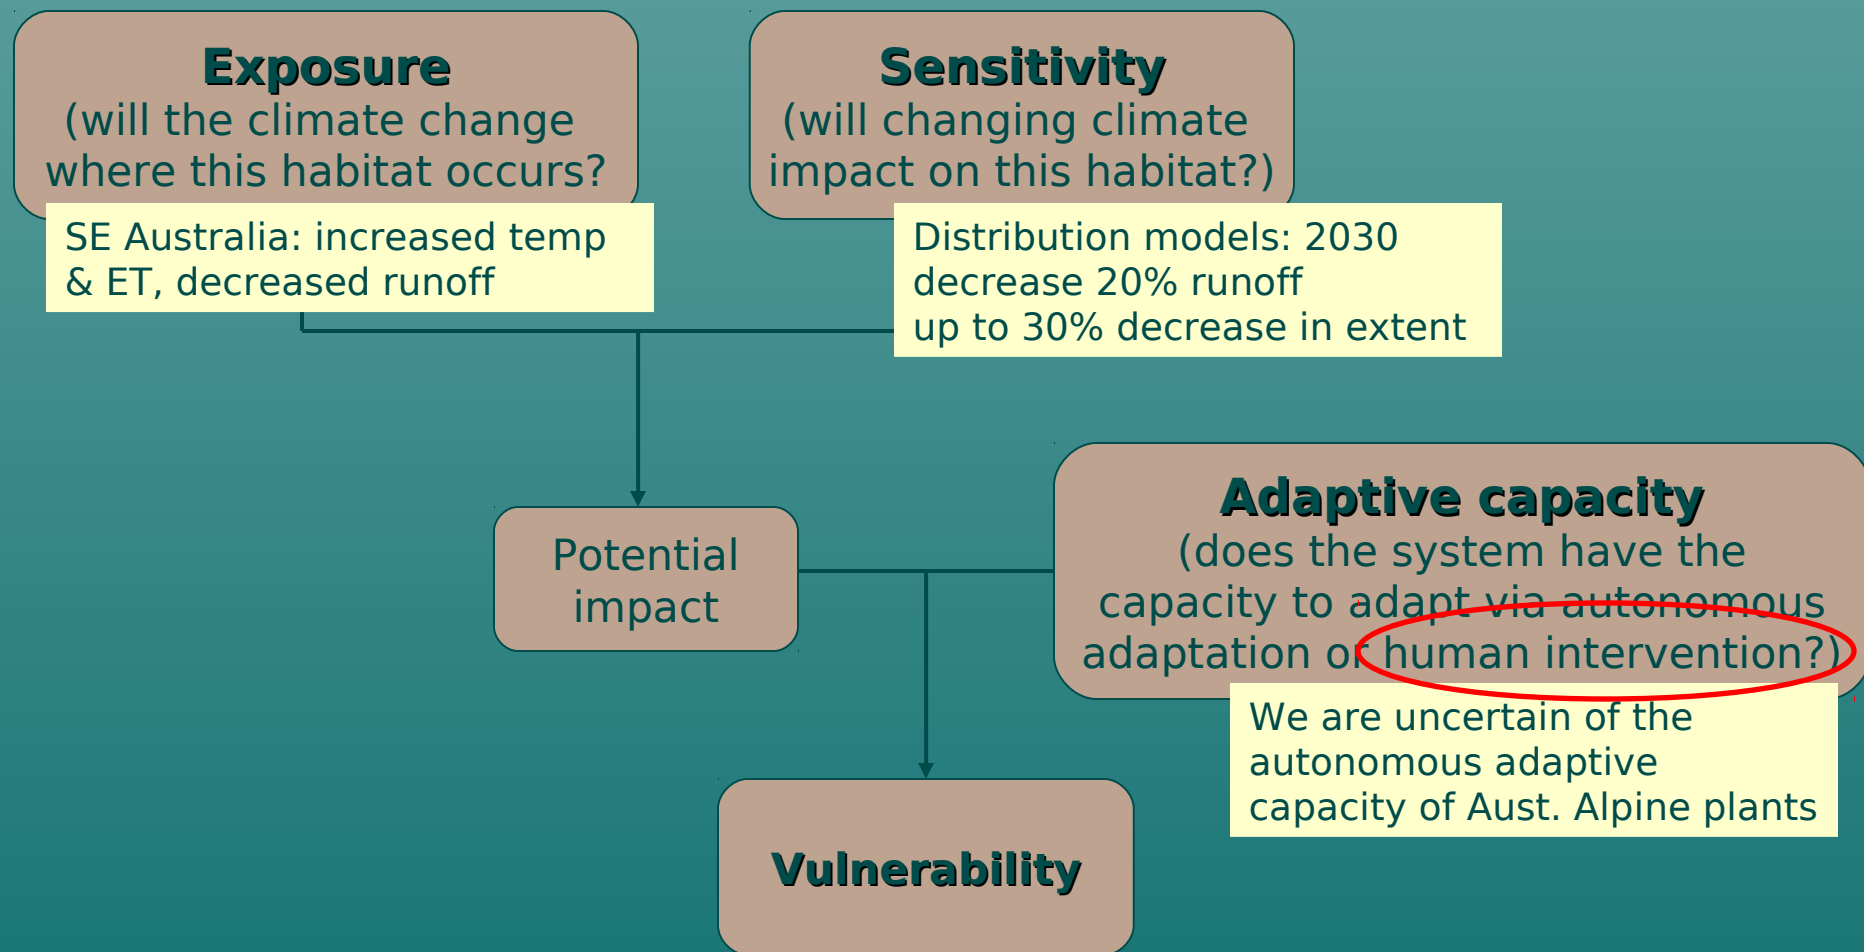 Exposure
(will the climate change
where this habitat occurs?
SE Australia: increased temp
& ET, decreased runoff
Sensitivity
(will changing climate
impact on this habitat?)
Distribution models: 2030
decrease 20% runoff
up to 30% decrease in extent
Potential
impact
Adaptive capacity
(does the system have the
capacity to adapt via autonomous
adaptation or human intervention?)
We are uncertain of the
autonomous adaptive
capacity of Aust. Alpine plants
Vulnerability